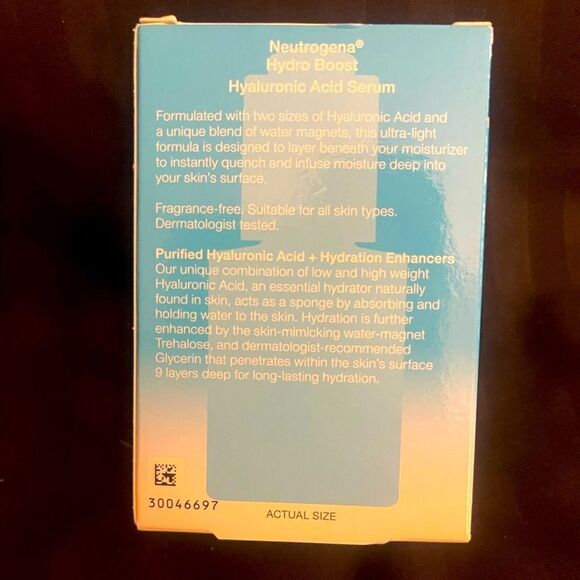 Neutrogena®
Hydro Boost
Hyaluronic Acid Serum
Formulated with two sizes of Hyaluronic Acid and
a unique blend of water magnets, this ultra-light
formula is designed to layer beneath your moisturizer
to instantly quench and infuse moisture deep into
your skin's surface.
Fragrance-free. Suitable for all skin types.
Dermatologist tested.
Purified Hyaluronic Acid + Hydration Enhancers
Our unique combination of low and high weight
Hyaluronic Acid, an essential hydrator naturally
found in skin, acts as a sponge by absorbing and
holding water to the skin. Hydration is further
enhanced by the skin-mimicking water-magnet
Trehalose, and dermatologist-recommended
Glycerin that penetrates within the skin's surface
9 layers deep for long-lasting hydration.
30046697
ACTUAL SIZE